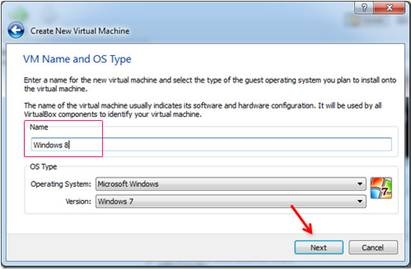 Create New Virtual Machine
VM Name and OS Type
Enter a name for the new virtual machine and select the type of the guest operating system you plan to install onto
the virtual machine.
The name of the virtual machine usually indicates its software and hardware configuration. It will be used by all
VirtualBox components to identify your virtual machine.
Name
Windows 8
OS Type
Operating System: Microsoft Windows
Version: Windows 7
Next Cancel